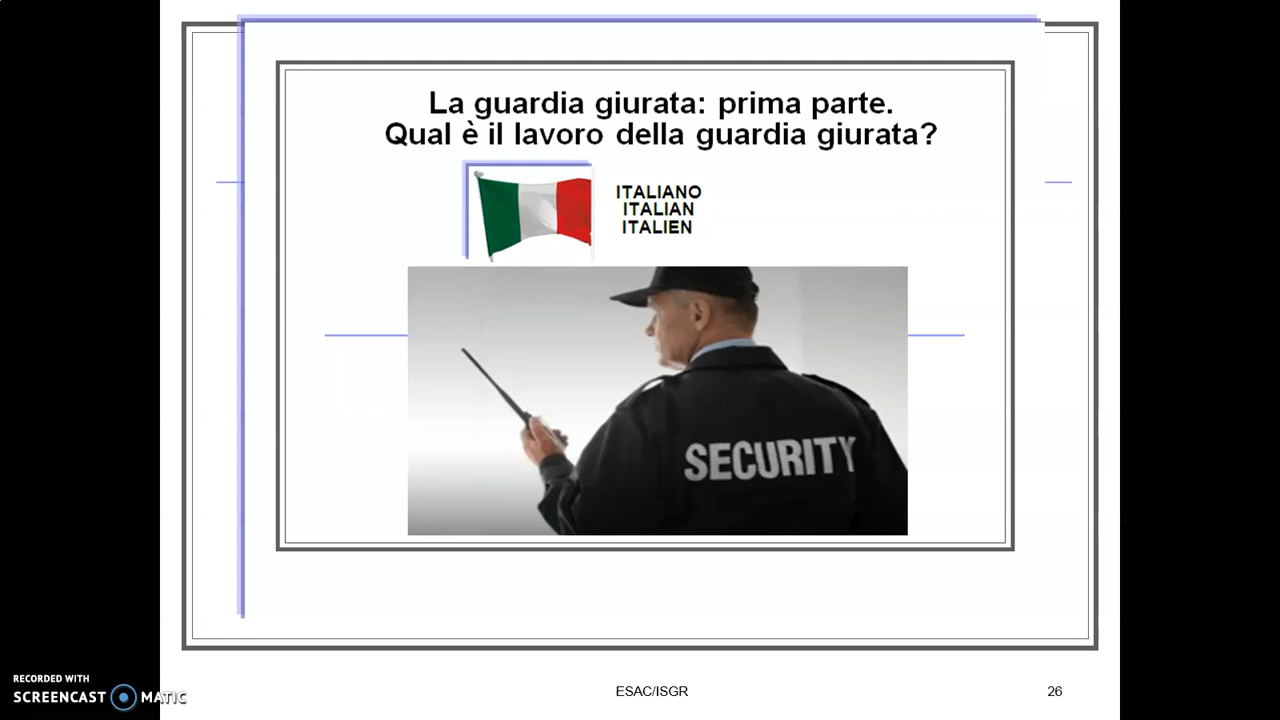 La guardia giurata: prima parte.
Qual è il lavoro della guardia giurata?
ITALIANO
ITALIAN
ITALIEN
SECURITY
RECORDED WITH
SCREENCAST MATIC
ESAC/ISGR
26